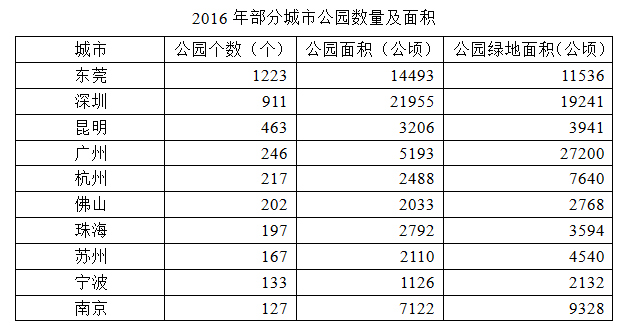 2016 年部分城市公园数量及面积
城市 公园个数（个） 公园面积（公顷） 公园绿地面积(公顷)
东莞 1223 14493 11536
深圳 911 21955 19241
昆明 463 3206 3941
广州 246 5193 27200
杭州 217 2488 7640
佛山 202 2033 2768
珠海 197 2792 3594
苏州 167 2110 4540
宁波 133 1126 2132
南京 127 7122 9328